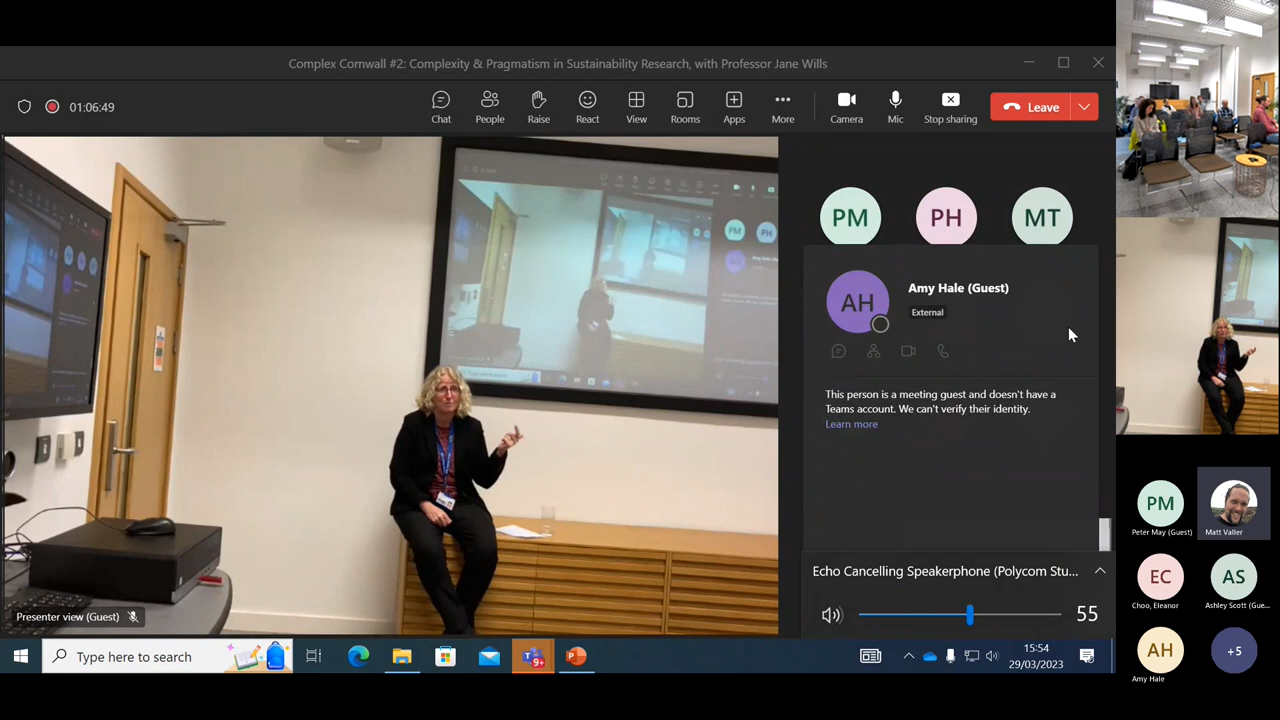 Complex Cornwall #2: Complexity & Pragmatism in Sustainability Research, with Professor Jane Wills
01:06:49
Chat
People
Raise
React
View
Rooms
Apps
More
Camera
Mic
Stop sharing
Leave
PM
PH
MT
AH
Amy Hale (Guest)
External
This person is a meeting guest and doesn't have a
Teams account. We can't verify their identity.
Learn more
Echo Cancelling Speakerphone (Polycom Stu...
55
Presenter view (Guest)
PM
PH
Type here to search
9+
15:54
29/03/2023
PM
Peter May (Guest)
Matt Valler
EC
Choo, Eleanor
AS
Ashley Scott (Gue...
AH
Amy Hale
+5